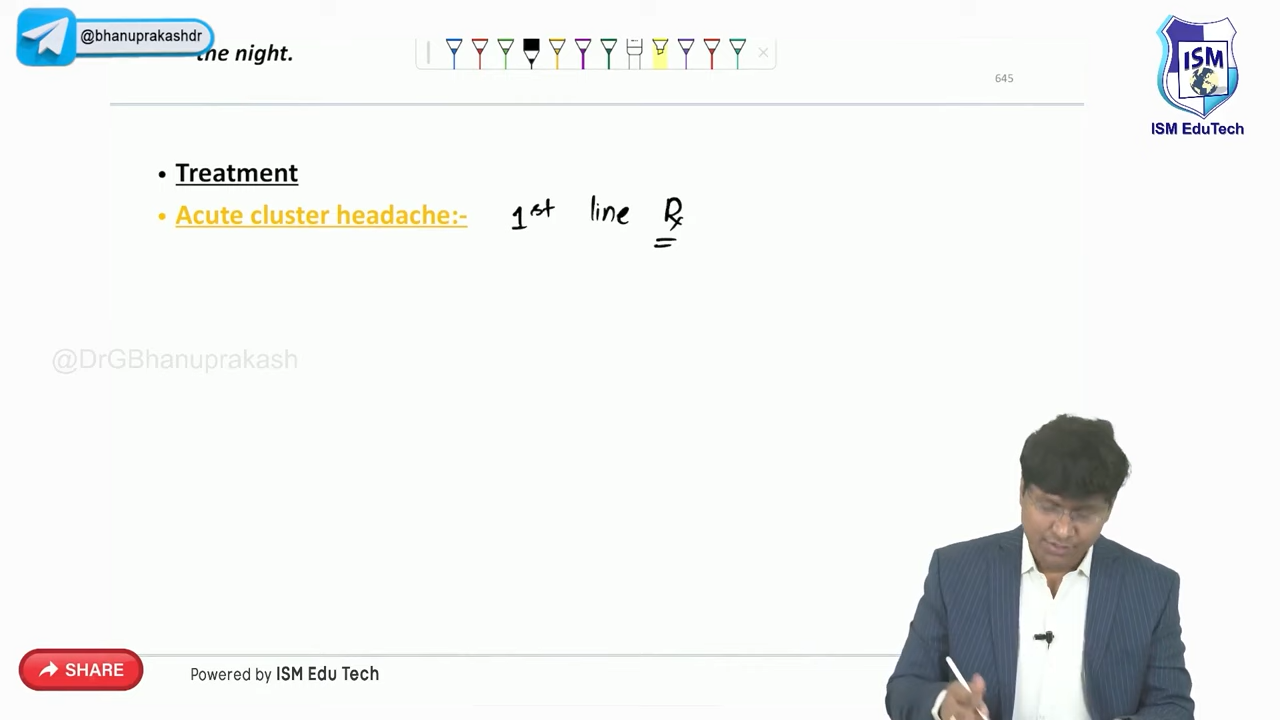 @bhanuprakashdr
the night.
645
ISM
ISM EduTech
• Treatment
• Acute cluster headache:- 1st line Rx
@DrGBhanuprakash
SHARE
Powered by ISM Edu Tech